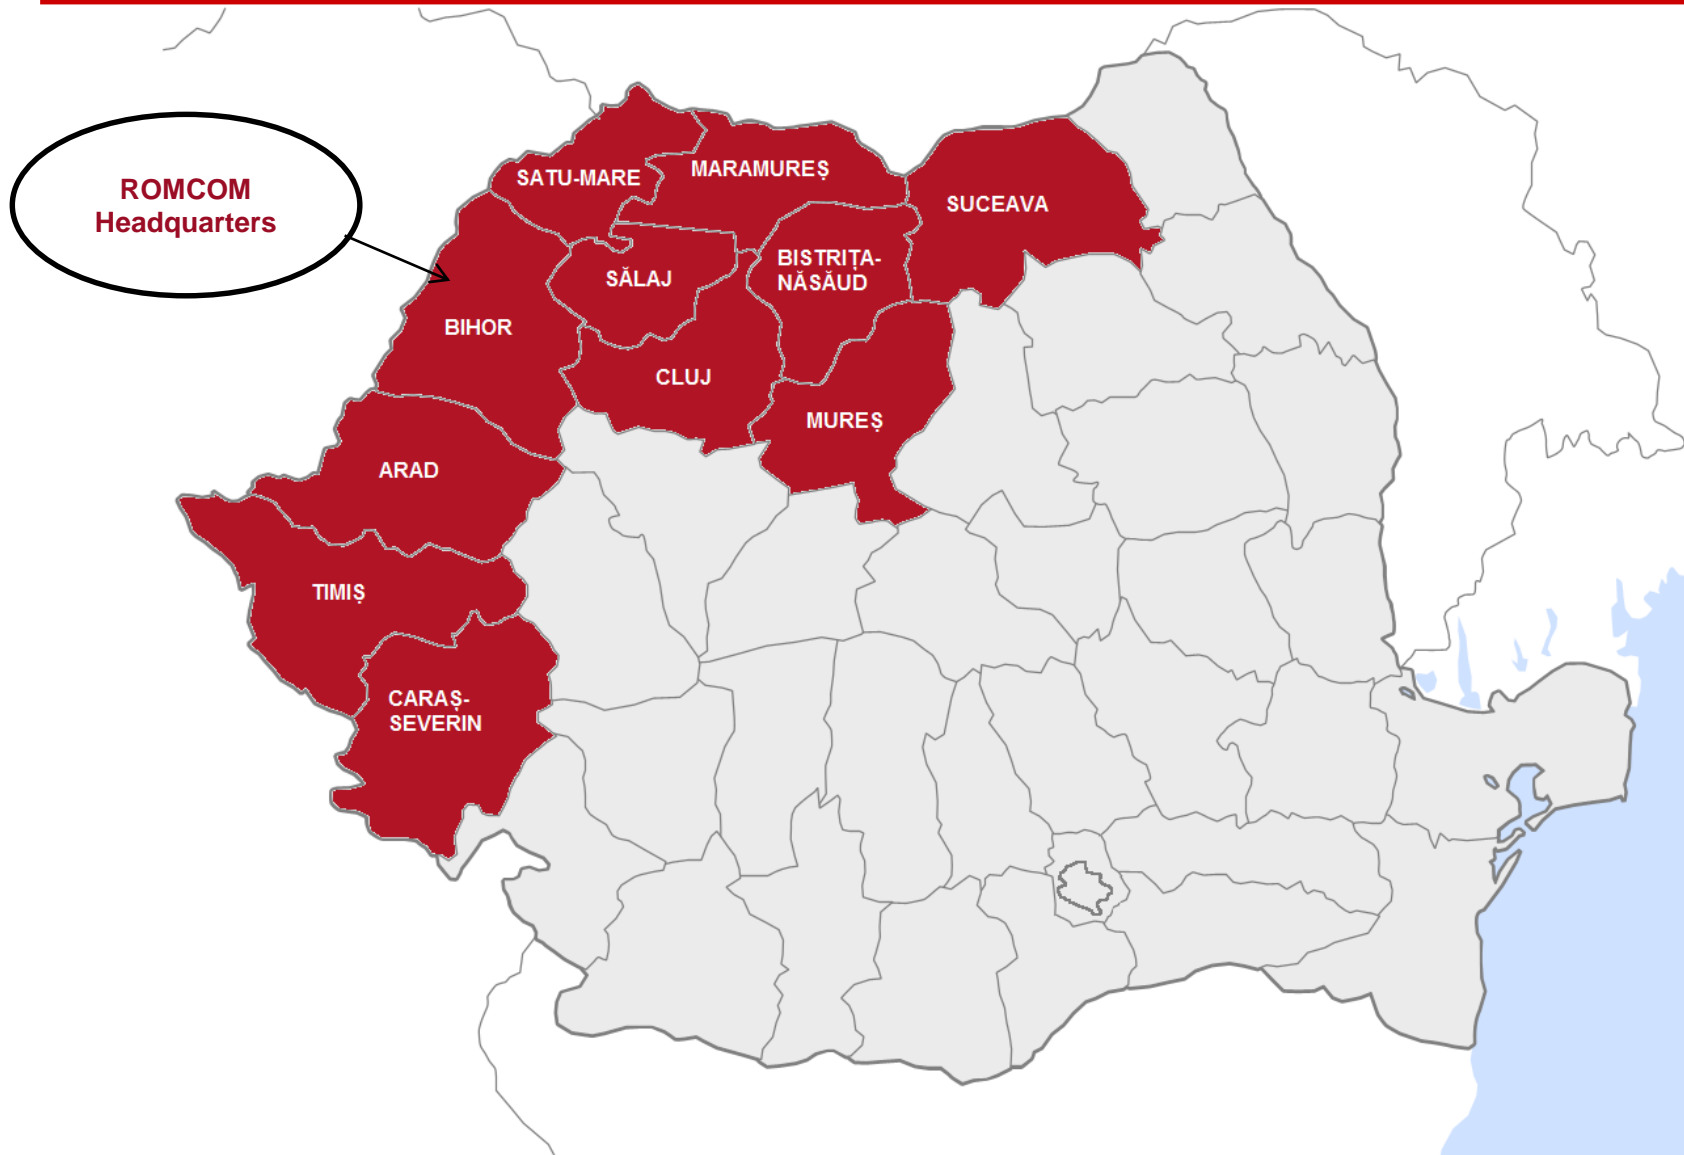 ROMCOM
Headquarters
SATU-MARE
MARAMUREȘ
SUCEAVA
BISTRIȚA-
NĂSĂUD
SĂLAJ
BIHOR
CLUJ
MUREȘ
ARAD
TIMIȘ
CARAȘ-
SEVERIN